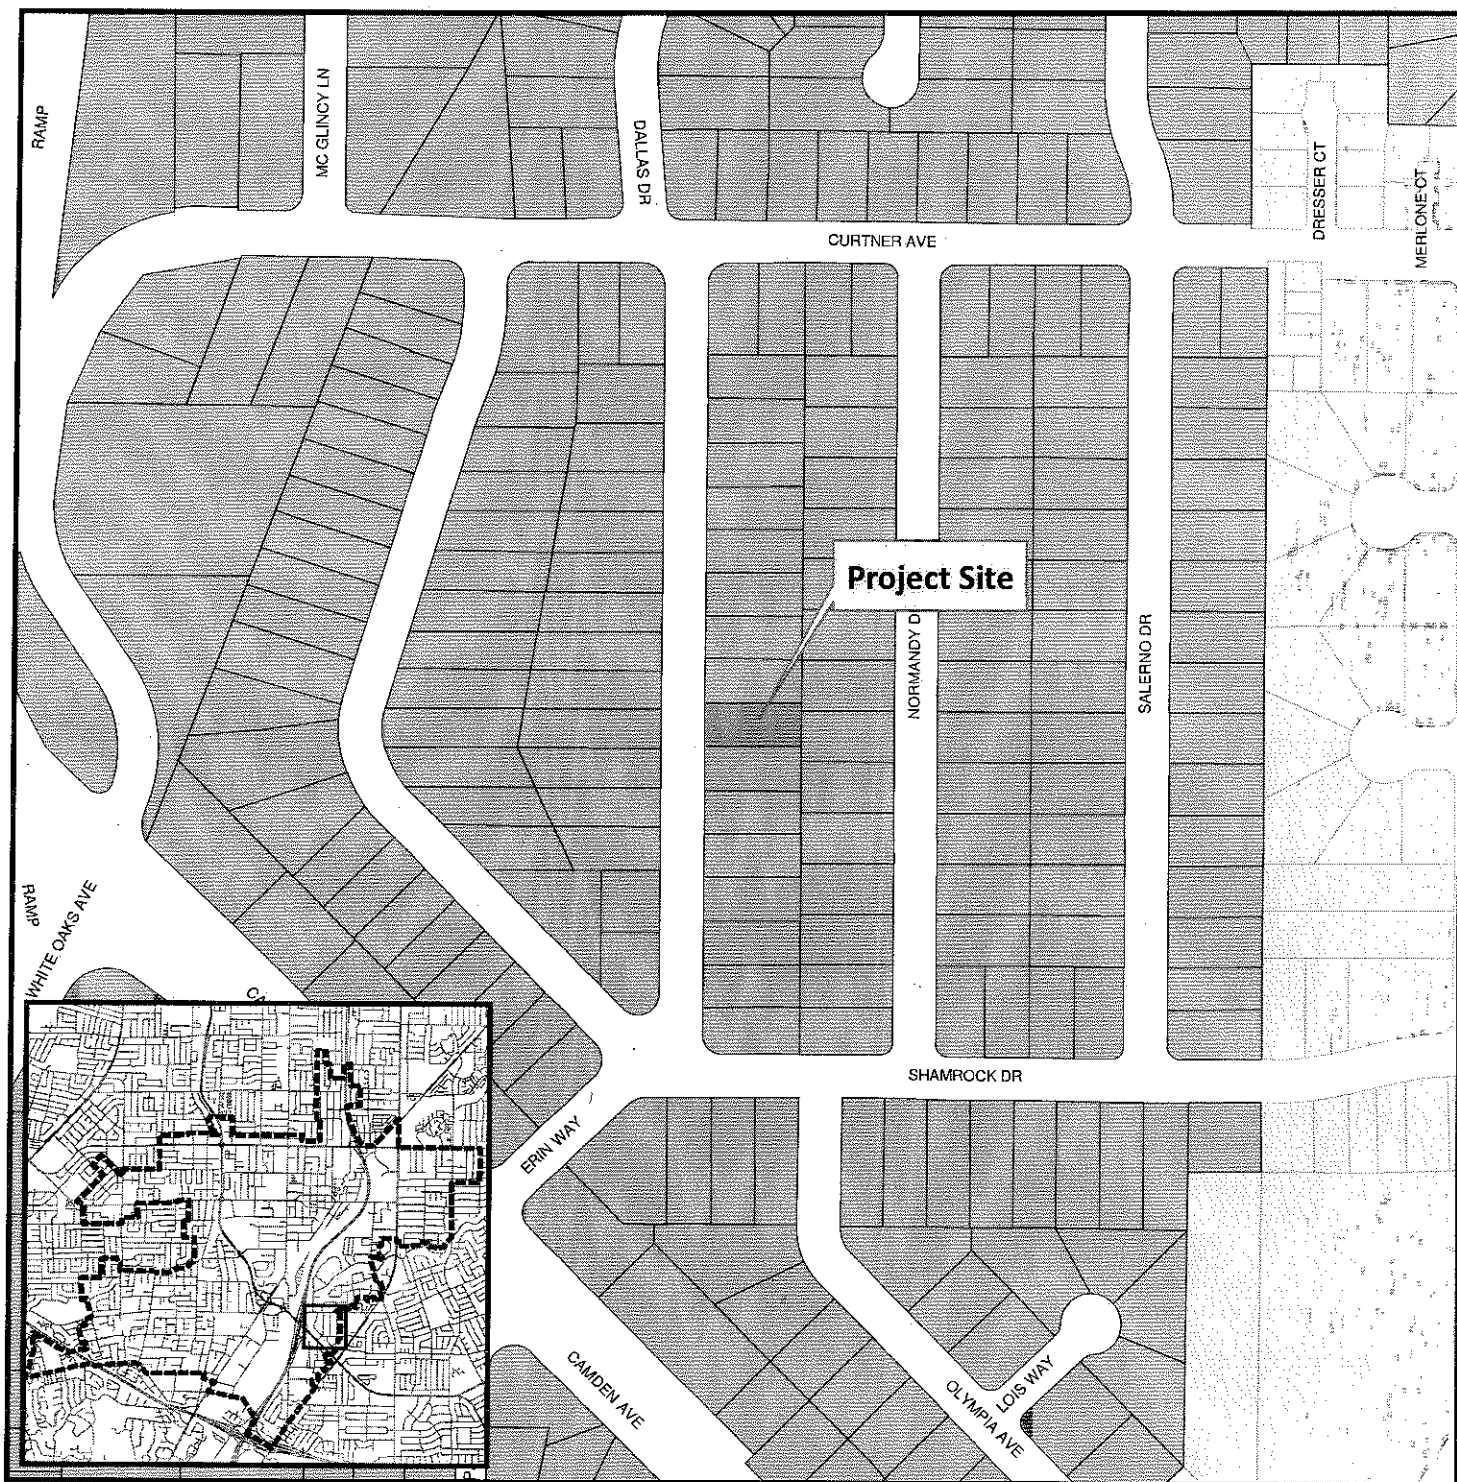 RAMP
MC GLINCY LN
DALLAS DR
DRESSER CT
MERLONE CT
CURTNER AVE
Project Site
NORMANDY D
SALERNO DR
RAMP
WHITE OAKS AVE
CA
SHAMROCK DR
ERIN WAY
CAMDEN AVE
OLYMPIA AVE
LOIS WAY